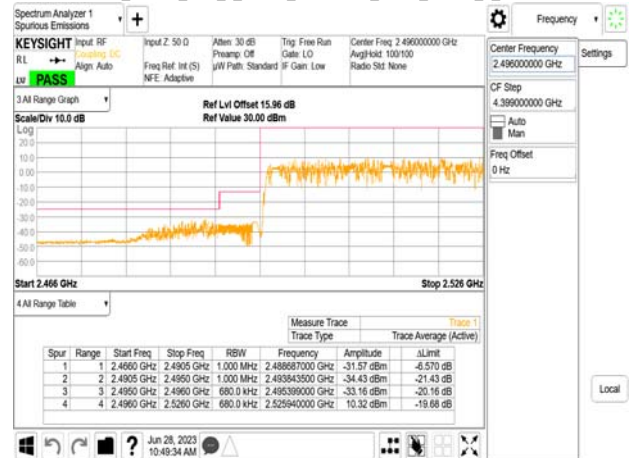 Spectrum Analyzer 1
Spurious Emissions
+
Frequency
KEYSIGHT
Input: RF
Coupling: DC
Align: Auto
Input Z: 50 Ω
Freq Ref: Int (S)
NFE: Adaptive
Atten: 30 dB
Preamp: Off
µW Path: Standard
Trig: Free Run
Gate: LO
IF Gain: Low
Center Freq: 2.496000000 GHz
Avg|Hold: 100/100
Radio Std: None
RL
PASS
Center Frequency
2.496000000 GHz
Settings
CF Step
4.399000000 GHz
Auto
Man
Freq Offset
0 Hz
3 All Range Graph
Ref Lvl Offset 15.96 dB
Scale/Div 10.0 dB
Ref Value 30.00 dBm
Log
20.0
10.0
0.00
-10.0
-20.0
-30.0
-40.0
-50.0
-60.0
Start 2.466 GHz
Stop 2.526 GHz
4 All Range Table
Measure Trace Trace 1
Trace Type Trace Average (Active)
Spur Range Start Freq Stop Freq RBW Frequency Amplitude ΔLimit
1 1 2.4660 GHz 2.4905 GHz 1.000 MHz 2.488687000 GHz -31.57 dBm -6.570 dB
2 2 2.4905 GHz 2.4950 GHz 1.000 MHz 2.493843500 GHz -34.43 dBm -21.43 dB
3 3 2.4950 GHz 2.4960 GHz 680.0 kHz 2.495399000 GHz -33.16 dBm -20.16 dB
4 4 2.4960 GHz 2.5260 GHz 680.0 kHz 2.525940000 GHz 10.32 dBm -19.68 dB
Local
?
Jun 28, 2023
10:49:34 AM